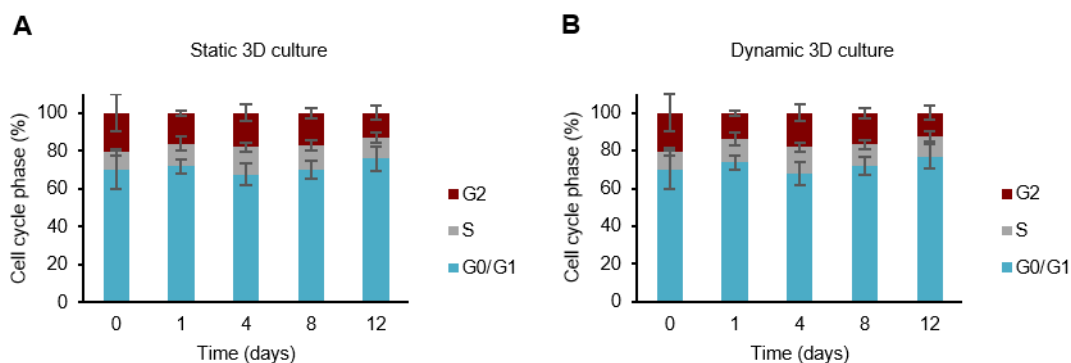 A
Static 3D culture
Cell cycle phase (%)
100
80
60
40
20
0
0 1 4 8 12
Time (days)
G2
S
G0/G1
B
Dynamic 3D culture
Cell cycle phase (%)
100
80
60
40
20
0
0 1 4 8 12
Time (days)
G2
S
G0/G1